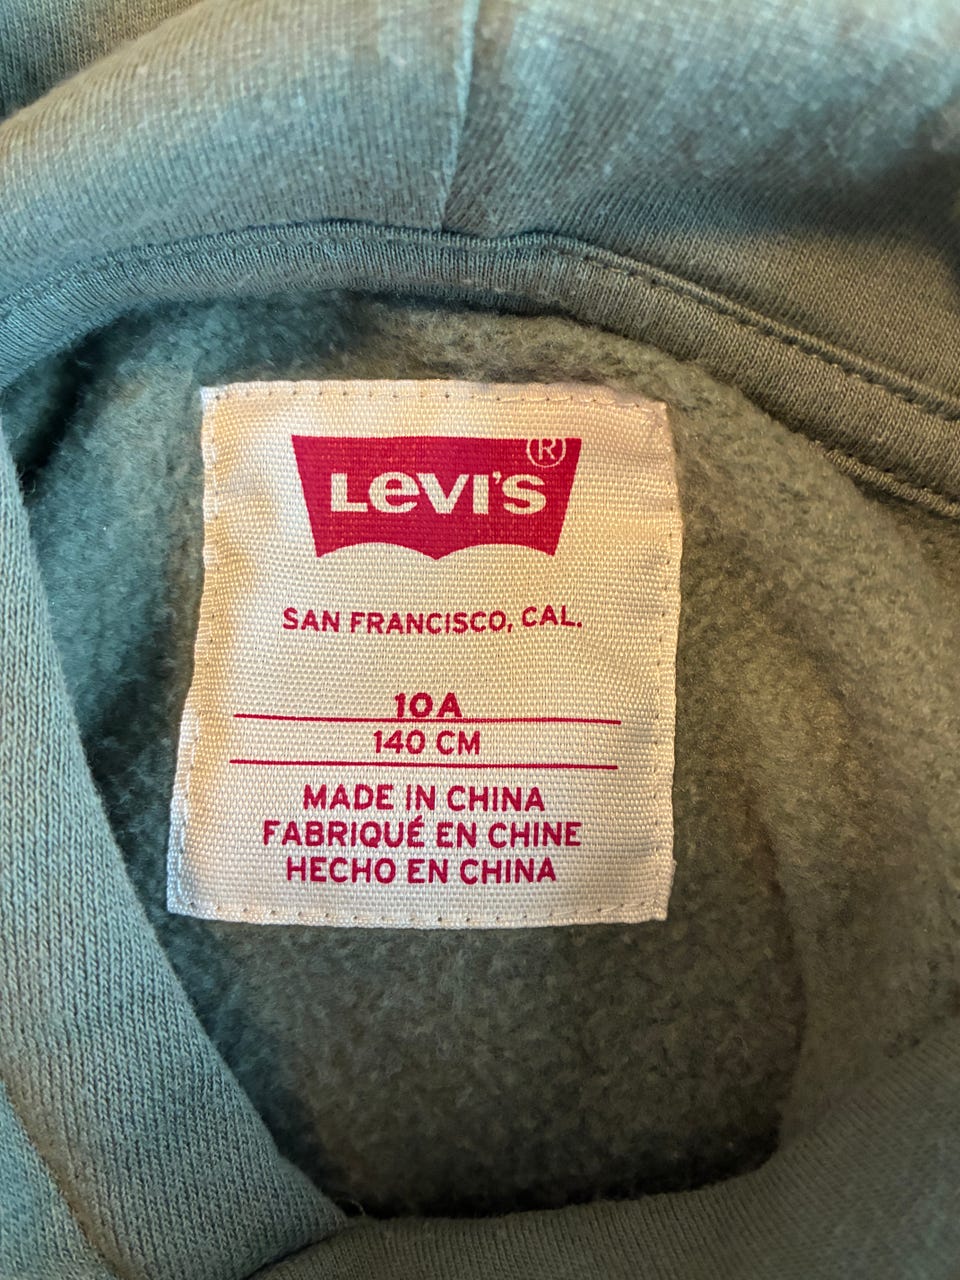 LEVI'S®
SAN FRANCISCO, CAL.
10A
140 CM
MADE IN CHINA
FABRIQUÉ EN CHINE
HECHO EN CHINA